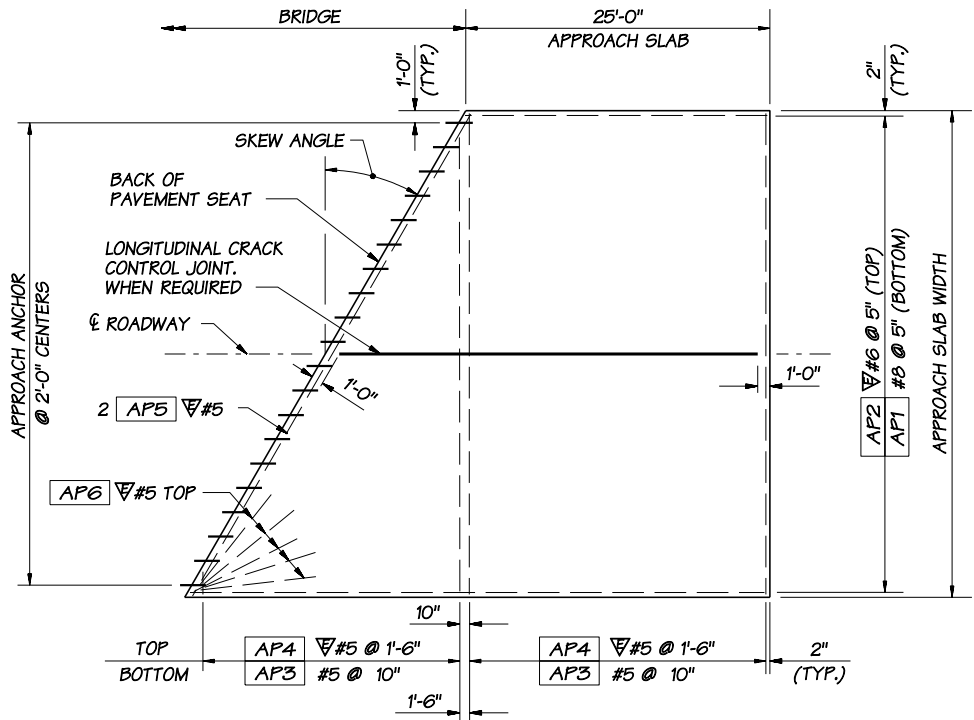 BRIDGE
25'-0"
APPROACH SLAB
1'-0"
(TYP.)
2"
(TYP.)
SKEW ANGLE
BACK OF
PAVEMENT SEAT
LONGITUDINAL CRACK
CONTROL JOINT.
WHEN REQUIRED
℄ ROADWAY
APPROACH ANCHOR
@ 2'-0" CENTERS
1'-0"
1'-0"
2 AP5 E #5
AP6 E #5 TOP
AP2 E #6 @ 5" (TOP)
AP1 #8 @ 5" (BOTTOM)
APPROACH SLAB WIDTH
10"
TOP
BOTTOM
AP4 E #5 @ 1'-6"
AP3 #5 @ 10"
AP4 E #5 @ 1'-6"
AP3 #5 @ 10"
2"
(TYP.)
1'-6"